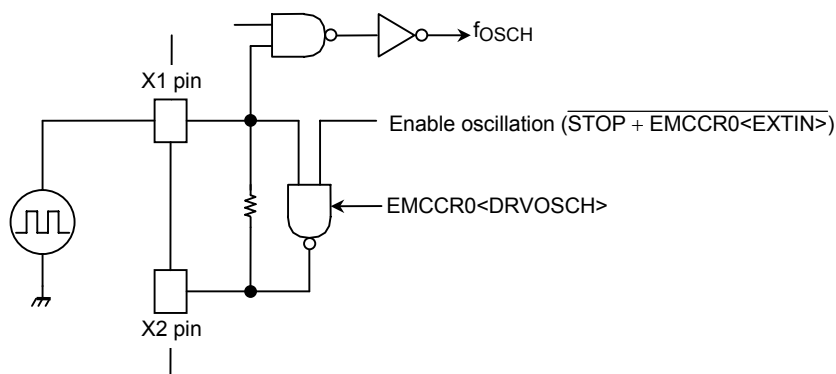 fOSCH
X1 pin
Enable oscillation (STOP + EMCCR0<EXTIN>)
EMCCR0<DRVOSCH>
X2 pin